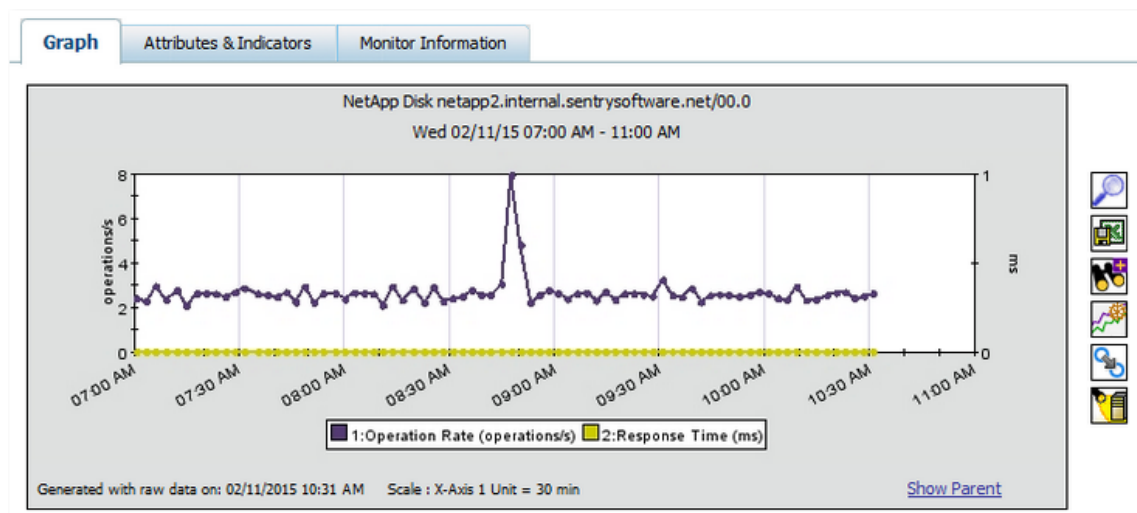 Graph Attributes & Indicators Monitor Information
NetApp Disk netapp2.internal.sentrysoftware.net/00.0
Wed 02/11/15 07:00 AM - 11:00 AM
8 1
6
4
2
0 0
operations/s
ms
07:00 AM 07:30 AM 08:00 AM 08:30 AM 09:00 AM 09:30 AM 10:00 AM 10:30 AM 11:00 AM
1:Operation Rate (operations/s) 2:Response Time (ms)
Generated with raw data on: 02/11/2015 10:31 AM Scale : X-Axis 1 Unit = 30 min Show Parent